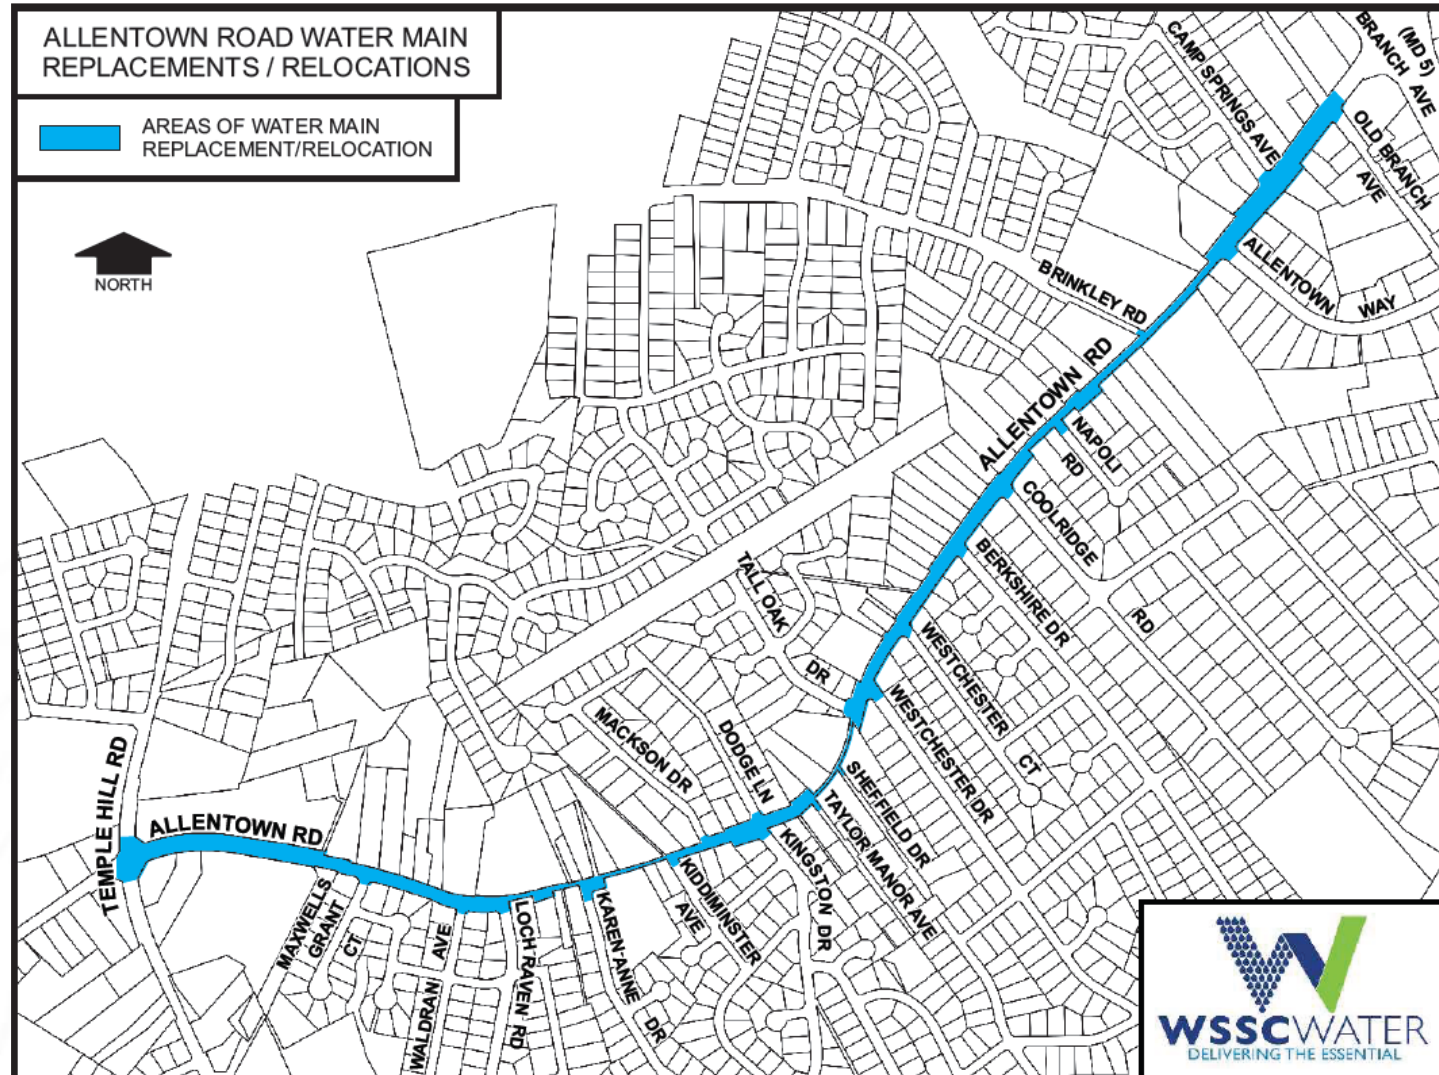 ALLENTOWN ROAD WATER MAIN
REPLACEMENTS / RELOCATIONS
AREAS OF WATER MAIN
REPLACEMENT/RELOCATION
NORTH
CAMP SPRINGS AVE
BRANCH AVE
(MD 5)
OLD BRANCH
AVE
ALLENTOWN
WAY
BRINKLEY RD
ALLENTOWN RD
NAPOLI
RD
COOLRIDGE
RD
BERKSHIRE DR
TALL OAK
DR
WESTCHESTER
CT
WESTCHESTER DR
MACKSON DR
DODGE LN
SHEFFIELD DR
TAYLOR MANOR AVE
KINGSTON DR
TEMPLE HILL RD
ALLENTOWN RD
MAXWELLS
GRANT
CT
WALDRAN
AVE
LOCH RAVEN RD
KAREN ANNE
DR
KIDDIMINSTER
AVE
WSSCWATER
DELIVERING THE ESSENTIAL